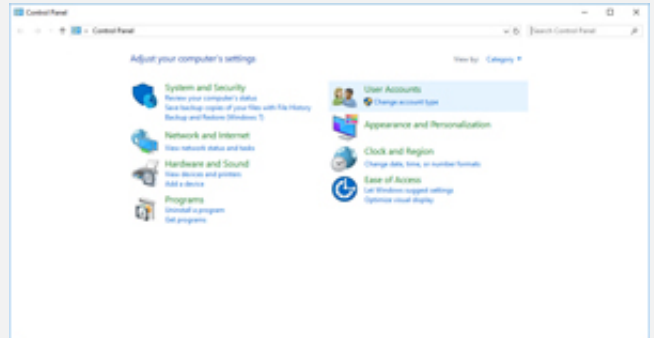 Control Panel
Control Panel
Search Control Panel
Adjust your computer's settings
View by: Category
System and Security
Review your computer's status
Save backup copies of your files with File History
Backup and Restore (Windows 7)
Network and Internet
View network status and tasks
Hardware and Sound
View devices and printers
Add a device
Programs
Uninstall a program
Get programs
User Accounts
Change account type
Appearance and Personalization
Clock and Region
Change date, time, or number formats
Ease of Access
Let Windows suggest settings
Optimize visual display